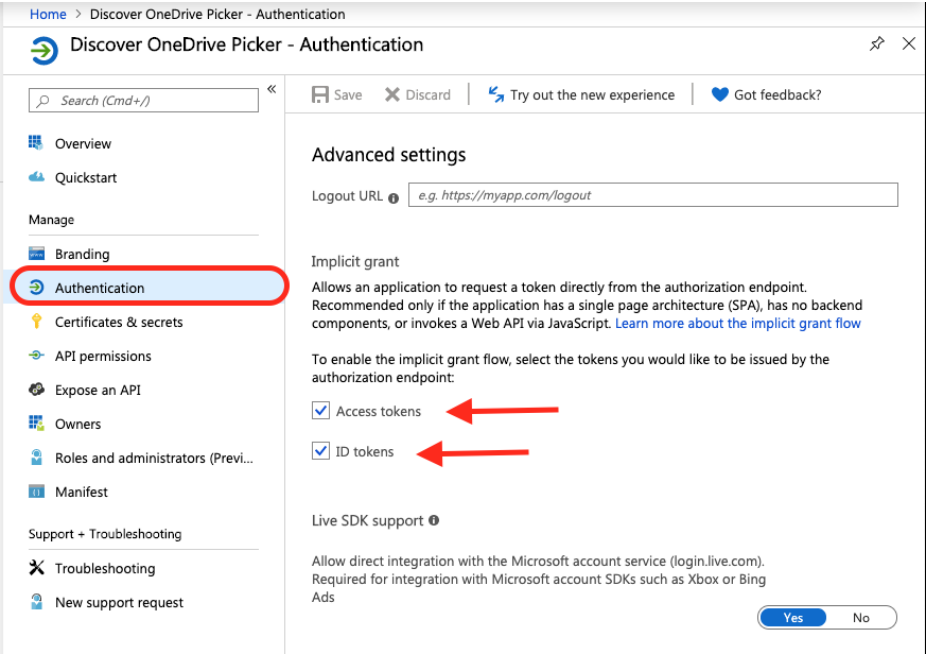 Home > Discover OneDrive Picker - Authentication
Discover OneDrive Picker - Authentication
Search (Cmd+/)
«
Save
Discard
Try out the new experience
Got feedback?
Overview
Quickstart
Manage
Branding
Authentication
Certificates & secrets
API permissions
Expose an API
Owners
Roles and administrators (Previ...
Manifest
Support + Troubleshooting
Troubleshooting
New support request
Advanced settings
Logout URL
e.g. https://myapp.com/logout
Implicit grant
Allows an application to request a token directly from the authorization endpoint.
Recommended only if the application has a single page architecture (SPA), has no backend
components, or invokes a Web API via JavaScript. Learn more about the implicit grant flow
To enable the implicit grant flow, select the tokens you would like to be issued by the
authorization endpoint:
Access tokens
ID tokens
Live SDK support
Allow direct integration with the Microsoft account service (login.live.com).
Required for integration with Microsoft account SDKs such as Xbox or Bing
Ads
Yes
No